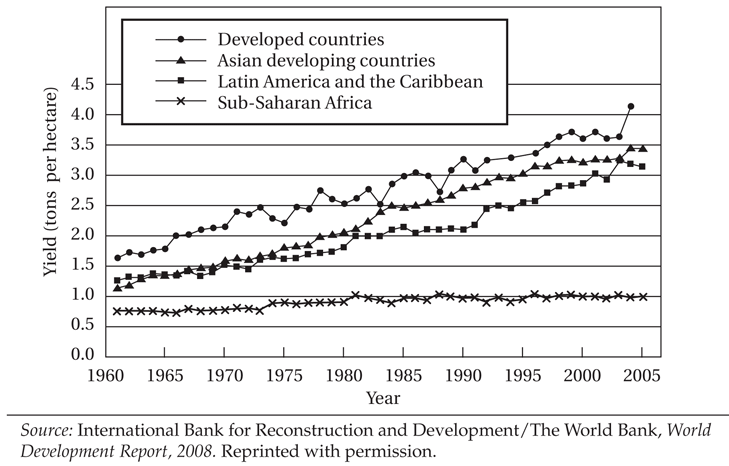 Developed countries
Asian developing countries
Latin America and the Caribbean
Sub-Saharan Africa
Yield (tons per hectare)
4.5
4.0
3.5
3.0
2.5
2.0
1.5
1.0
0.5
0.0
1960 1965 1970 1975 1980 1985 1990 1995 2000 2005
Year
Source: International Bank for Reconstruction and Development/The World Bank, World
Development Report, 2008. Reprinted with permission.